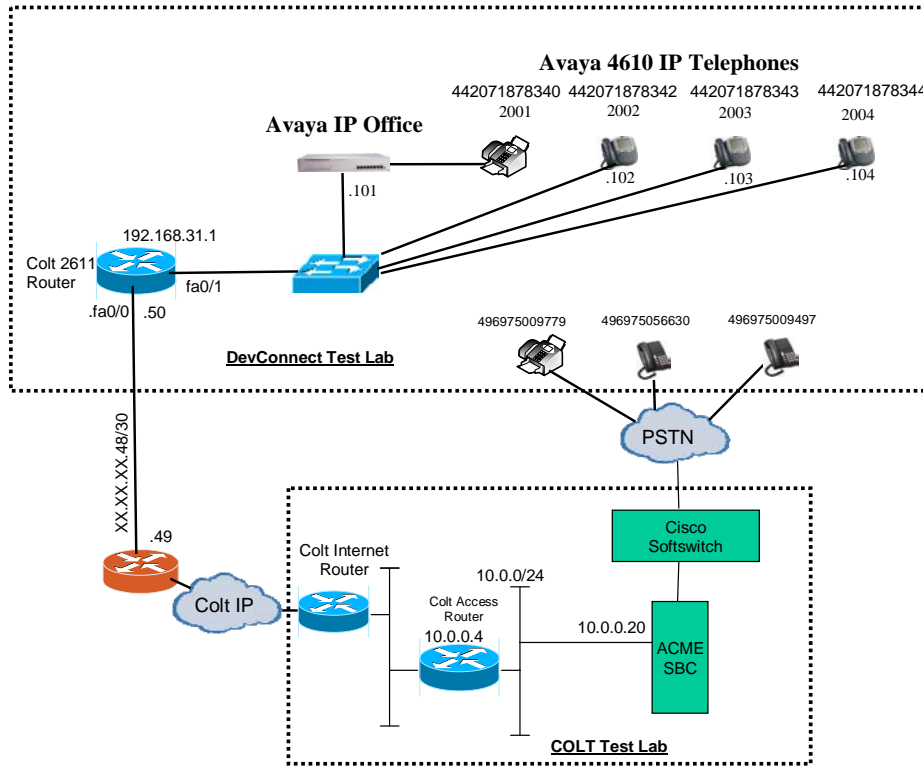 Avaya 4610 IP Telephones
442071878340
2001
442071878342
2002
442071878343
2003
442071878344
2004
Avaya IP Office
.101
.102
.103
.104
192.168.31.1
Colt 2611
Router
fa0/1
.fa0/0
.50
DevConnect Test Lab
496975009779
496975056630
496975009497
PSTN
XX.XX.XX.48/30
.49
Colt IP
Colt Internet
Router
Colt Access
Router
10.0.0.4
10.0.0/24
10.0.0.20
Cisco
Softswitch
ACME
SBC
COLT Test Lab